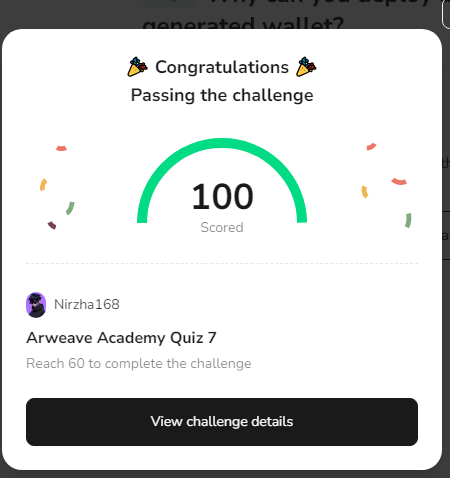 generated wallet?
🎉 Congratulations 🎉
Passing the challenge
100
Scored
Nirzha168
Arweave Academy Quiz 7
Reach 60 to complete the challenge
View challenge details